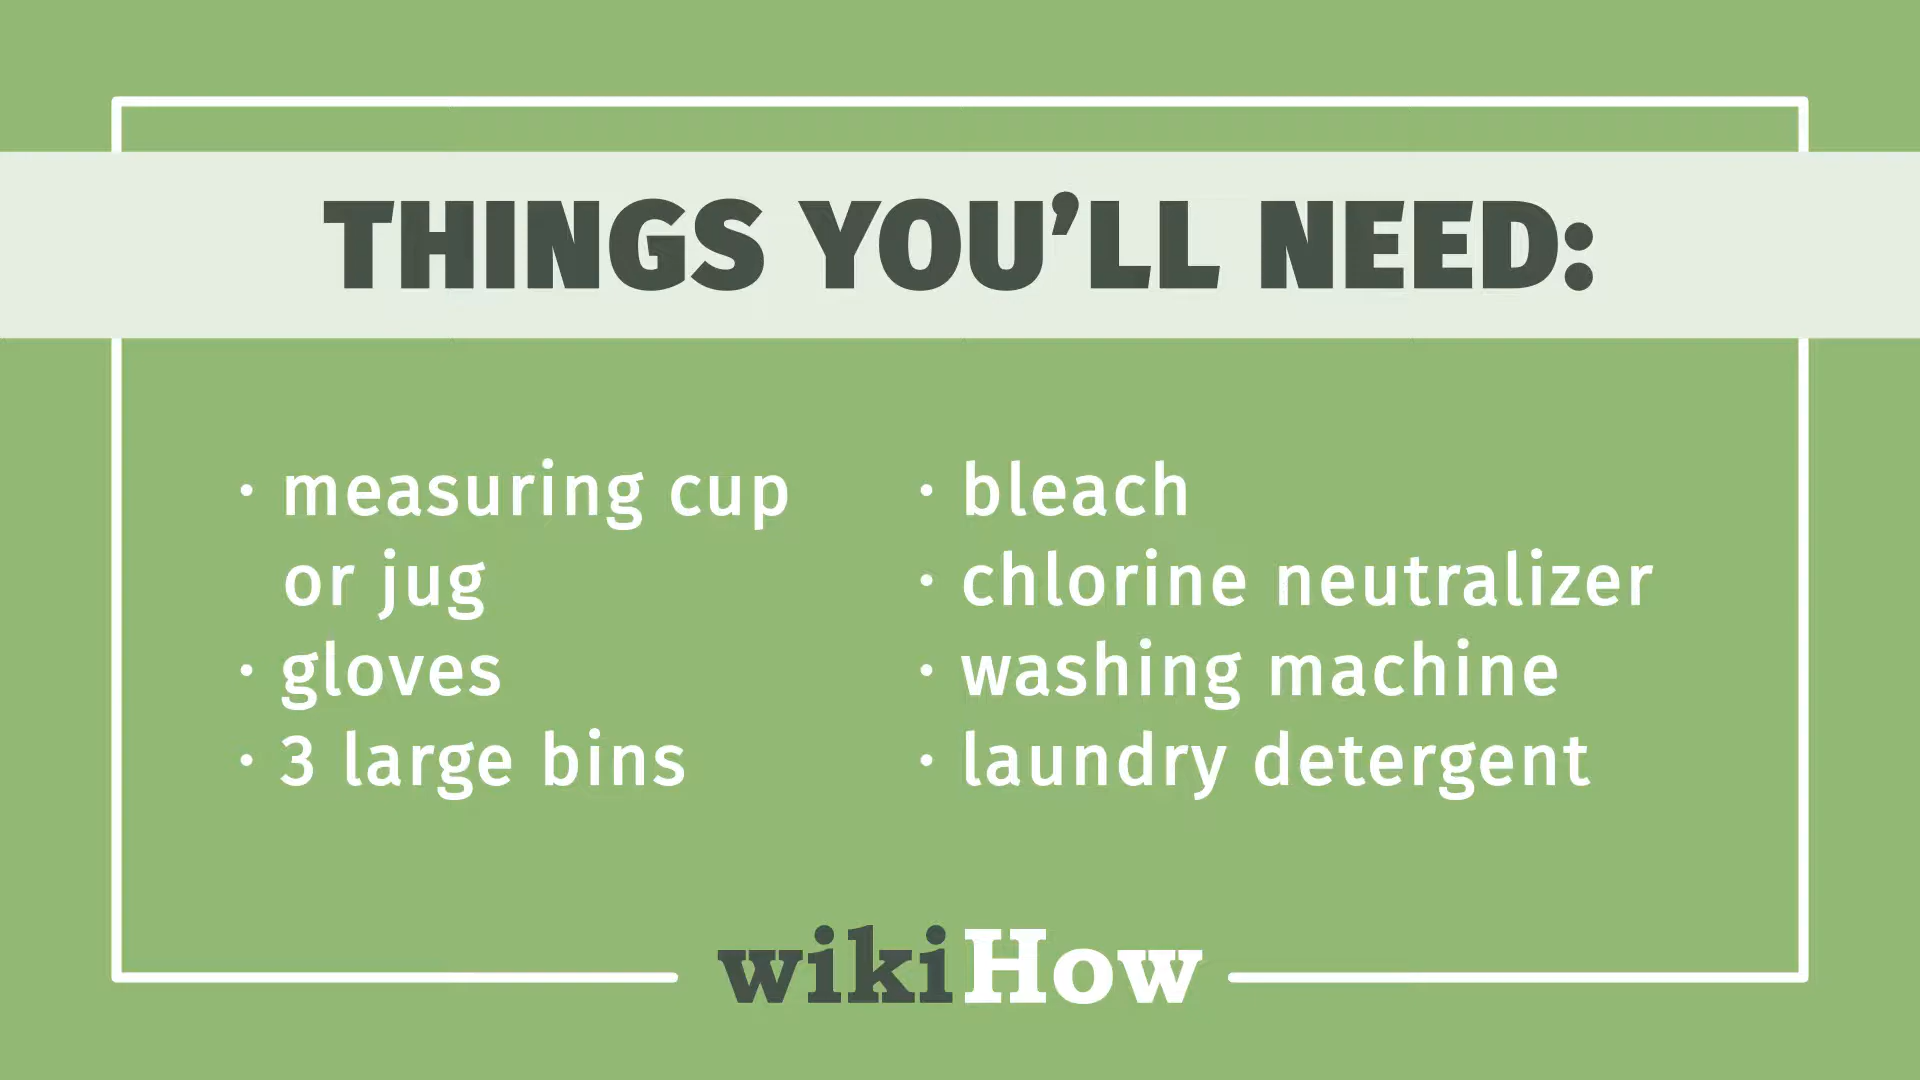 THINGS YOU'LL NEED:
· measuring cup
or jug
· gloves
· 3 large bins
· bleach
· chlorine neutralizer
· washing machine
· laundry detergent
wikiHow